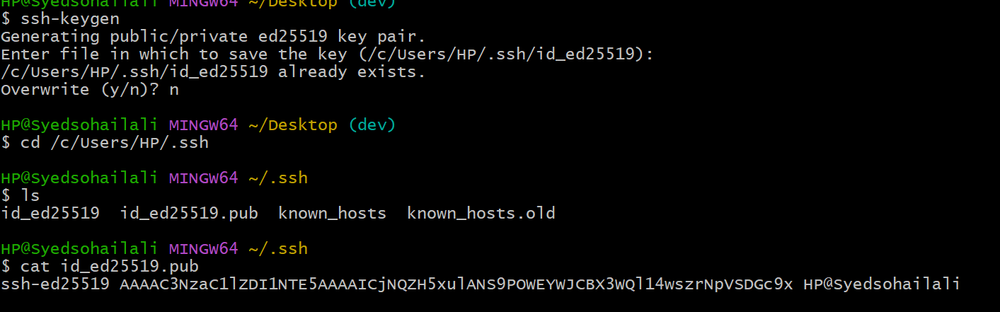 HP@Syedsohailali MINGW64 ~/Desktop (dev)
$ ssh-keygen
Generating public/private ed25519 key pair.
Enter file in which to save the key (/c/Users/HP/.ssh/id_ed25519):
/c/Users/HP/.ssh/id_ed25519 already exists.
Overwrite (y/n)? n
HP@Syedsohailali MINGW64 ~/Desktop (dev)
$ cd /c/Users/HP/.ssh
HP@Syedsohailali MINGW64 ~/.ssh
$ ls
id_ed25519 id_ed25519.pub known_hosts known_hosts.old
HP@Syedsohailali MINGW64 ~/.ssh
$ cat id_ed25519.pub
ssh-ed25519 AAAAC3NzaC1lZDI1NTE5AAAAICjNQZH5xulANS9POWEYWJCBX3WQl14wszrNpVSDGc9x HP@Syedsohailali